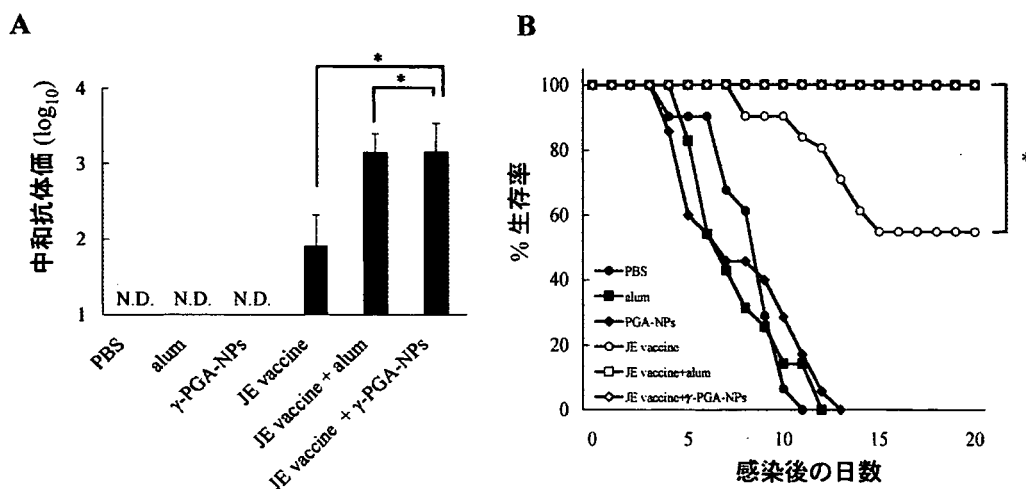 A
中和抗体価 (log10)
4
3
2
1
*
*
N.D.
N.D.
N.D.
PBS
alum
γ-PGA-NPs
JE vaccine
JE vaccine + alum
JE vaccine + γ-PGA-NPs
B
% 生存率
100
80
60
40
20
0
PBS
alum
PGA-NPs
JE vaccine
JE vaccine+alum
JE vaccine+γ-PGA-NPs
*
0
5
10
15
20
感染後の日数